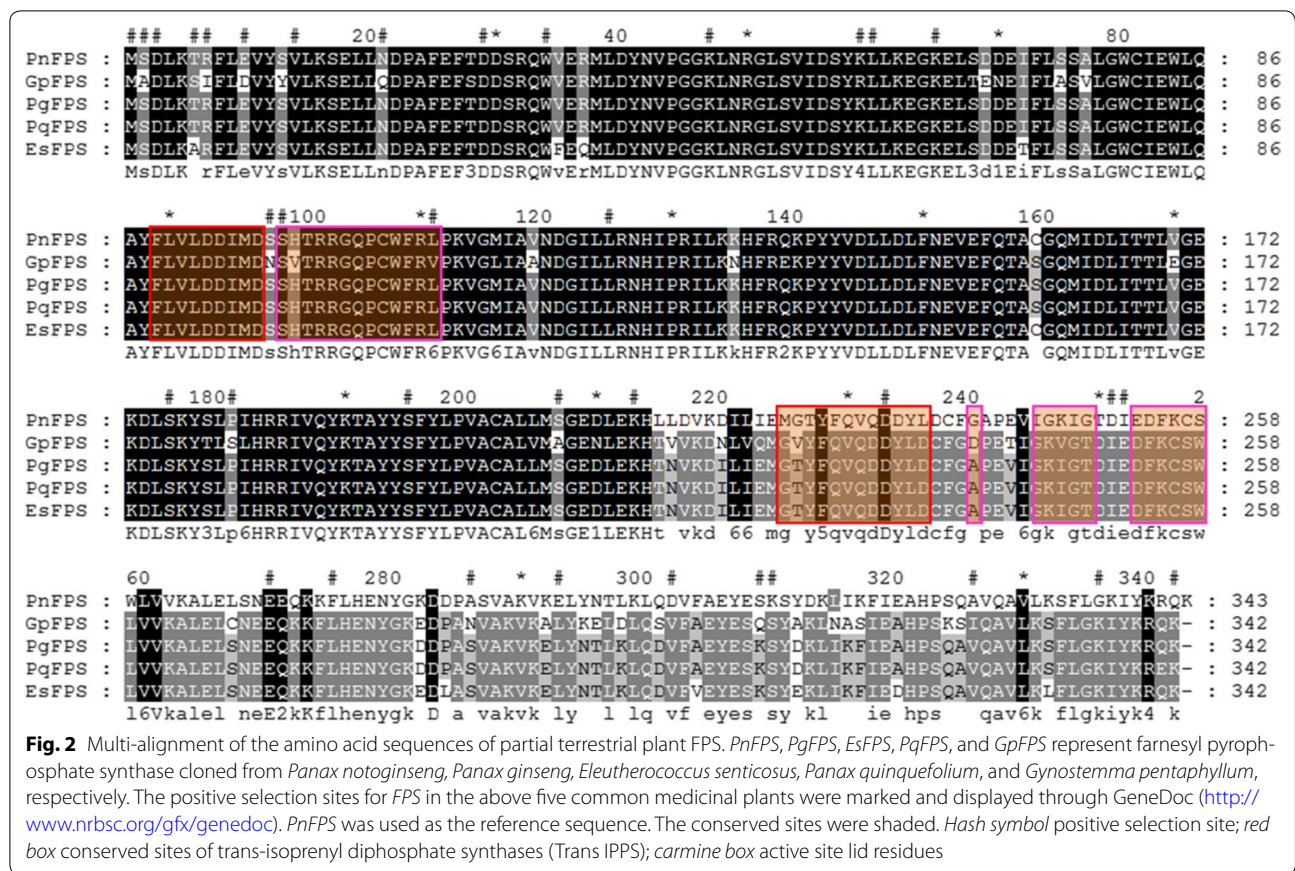 ### ## # # 20# #* # 40 # * ## # * 80
PnFPS : MSDLKTRFLEVYSVLKSELLNDPAFEFTDDSRQWVERMLDYNVPGGKLNRGLSVIDSYKLLKEGKELSDDEIFLSSALGWCIEWLQ : 86
GpFPS : MADLKSIFLDVYYVLKSELLQDPAFEFTDDSRQWVERMLDYNVPGGKLNRGLSVIDSYRLLKEGKELTENEIFLASVLGWCIEWLQ : 86
PgFPS : MSDLKTRFLEVYSVLKSELLNDPAFEFTDDSRQWVERMLDYNVPGGKLNRGLSVIDSYKLLKEGKELSDDEIFLSSALGWCIEWLQ : 86
PqFPS : MSDLKTRFLEVYSVLKSELLNDPAFEFTDDSRQWVERMLDYNVPGGKLNRGLSVIDSYKLLKEGKELSDDEIFLSSALGWCIEWLQ : 86
EsFPS : MSDLKARFLEVYSVLKSELLNDPAFEFTDDSRQWFEQMLDYNVPGGKLNRGLSVIDSYKLLKEGKELSDDETFLSSALGWCIEWLQ : 86
MsDLK rFLeVYsVLKSELLnDPAFEF3DDSRQWvErMLDYNVPGGKLNRGLSVIDSY4LLKEGKEL3d1EiFLssaLGWCIEWLQ
* ##100 *# 120 # * 140 # * 160 *
PnFPS : AYFLVLDDIMDSSHTRRGQPCWFRLPKVGMIAVNDGILLRNHIPRILKKHFRQKPYYVDLLDLFNEVEFQTACGQMIDLITTLVGE : 172
GpFPS : AYFLVLDDIMDNSVTRRGQPCWFRVPKVGLIAANDGILLRNHIPRILKNHFREKPYYVDLLDLFNEVEFQTASGQMIDLITTLEGE : 172
PgFPS : AYFLVLDDIMDSSHTRRGQPCWFRLPKVGMIAVNDGILLRNHIPRILKKHFRQKPYYVDLLDLFNEVEFQTASGQMIDLITTLVGE : 172
PqFPS : AYFLVLDDIMDSSHTRRGQPCWFRLPKVGMIAVNDGILLRNHIPRILKKHFRQKPYYVDLLDLFNEVEFQTASGQMIDLITTLVGE : 172
EsFPS : AYFLVLDDIMDSSHTRRGQPCWFRLPKVGMIAVNDGILLRNHIPRILKKHFRQKPYYVDLLDLFNEVEFQTACGQMIDLITTLVGE : 172
AYFLVLDDIMDsShTRRGQPCWFR6PKVG6IAvNDGILLRNHIPRILKkHFR2KPYYVDLLDLFNEVEFQTA GQMIDLITTLvGE
# 180# * # 200 # * # 220 * # 240 *## 2
PnFPS : KDLSKYSLPIHRRIVQYKTAYYSFYLPVACALLMSGEDLEKHLLDVKDILIEMGTYFQVQDDYLDCFGAPEVIGKIGTDIEDFKCS : 258
GpFPS : KDLSKYTLSLHRRIVQYKTAYYSFYLPVACALVMAGENLEKHTVVKDNLVQMGVYFQVQDDYLDCFGDPETIGKVGTDIEDFKCSW : 258
PgFPS : KDLSKYSLPIHRRIVQYKTAYYSFYLPVACALLMSGEDLEKHTNVKDILIEMGTYFQVQDDYLDCFGAPEVIGKIGTDIEDFKCSW : 258
PqFPS : KDLSKYSLPIHRRIVQYKTAYYSFYLPVACALLMSGEDLEKHTNVKDILIEMGTYFQVQDDYLDCFGAPEVIGKIGTDIEDFKCSW : 258
EsFPS : KDLSKYSLPIHRRIVQYKTAYYSFYLPVACALLMSGEDLEKHTNVKDILIEMGTYFQVQDDYLDCFGAPEVIGKIGTDIEDFKCSW : 258
KDLSKY3Lp6HRRIVQYKTAYYSFYLPVACAL6MsGE1LEKHt vkd 66 mg y5qvqdDyldcfg pe 6gk gtdiedfkcsw
60 # # 280 # * # 300 ## 320 # * # 340 #
PnFPS : WLVVKALELSNEEQKKFLHENYGKDDPASVAKVKELYNTLKLQDVFAEYESKSYDKLIKFIEAHPSQAVQAVLKSFLGKIYKRQK : 343
GpFPS : LVVKALELCNEEQKKFLHENYGKEDPANVAKVKALYKELDLQSVFAEYESQSYAKLNASIEAHPSKSIQAVLKSFLGKIYKRQK- : 342
PgFPS : LVVKALELSNEEQKKFLHENYGKDDPASVAKVKELYNTLKLQDVFAEYESKSYDKLIKFIEAHPSQAVQAVLKSFLGKIYKRQK- : 342
PqFPS : LVVKALELSNEEQKKFLHENYGKDDPASVAKVKELYNTLKLQDVFAEYESKSYDKLIKFIEAHPSQAVQAVLKSFLGKIYKREK- : 342
EsFPS : LVVKALELSNEEQKKFLHENYGKEDLASVAKVKELYNTLKLQDVFVEYESKSYEKLIKFIEDHPSQAVQAVLKLFLGKIYKRQK- : 342
l6Vkalel neE2kKflhenygk D a vakvk ly l lq vf eyes sy kl ie hps qav6k flgkiyk4 k
Fig. 2 Multi-alignment of the amino acid sequences of partial terrestrial plant FPS. PnFPS, PgFPS, EsFPS, PqFPS, and GpFPS represent farnesyl pyroph-
osphate synthase cloned from Panax notoginseng, Panax ginseng, Eleutherococcus senticosus, Panax quinquefolium, and Gynostemma pentaphyllum,
respectively. The positive selection sites for FPS in the above five common medicinal plants were marked and displayed through GeneDoc (http://
www.nrbsc.org/gfx/genedoc). PnFPS was used as the reference sequence. The conserved sites were shaded. Hash symbol positive selection site; red
box conserved sites of trans-isoprenyl diphosphate synthases (Trans IPPS); carmine box active site lid residues